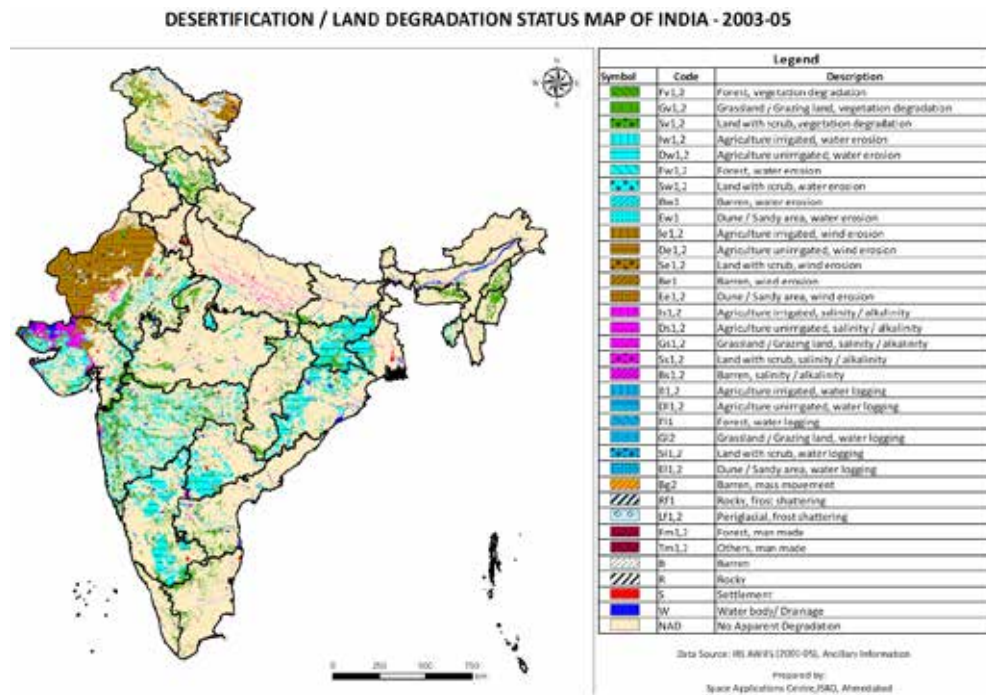 DESERTIFICATION / LAND DEGRADATION STATUS MAP OF INDIA - 2003-05
Legend
Symbol Code Description
Fv1,2 Forest, vegetation degradation
Gv1,2 Grassland / Grazing land, vegetation degradation
Sv1,2 Land with scrub, vegetation degradation
Iw1,2 Agriculture irrigated, water erosion
Dw1,2 Agriculture unirrigated, water erosion
Fw1,2 Forest, water erosion
Sw1,2 Land with scrub, water erosion
Bw1 Barren, water erosion
Ew1 Dune / Sandy area, water erosion
Ie1,2 Agriculture irrigated, wind erosion
De1,2 Agriculture unirrigated, wind erosion
Se1,2 Land with scrub, wind erosion
Be1 Barren, wind erosion
Ee1,2 Dune / Sandy area, wind erosion
Is1,2 Agriculture irrigated, salinity / alkalinity
Ds1,2 Agriculture unirrigated, salinity / alkalinity
Gs1,2 Grassland / Grazing land, salinity / alkalinity
Ss1,2 Land with scrub, salinity / alkalinity
Bs1,2 Barren, salinity / alkalinity
Il1,2 Agriculture irrigated, water logging
Dl1,2 Agriculture unirrigated, water logging
Fl1 Forest, water logging
Gl2 Grassland / Grazing land, water logging
Sl1,2 Land with scrub, water logging
El1,2 Dune / Sandy area, water logging
Bg2 Barren, mass movement
Rf1 Rocky, frost shattering
Lf1,2 Periglacial, frost shattering
Fm1,2 Forest, man made
Tm1,2 Others, man made
B Barren
R Rocky
S Settlement
W Water body/ Drainage
NAD No Apparent Degradation
N
W E
S
0 250 500 km
Data Source: IRS AWiFS (2003-05), Ancillary Information
Prepared by:
Space Applications Centre, ISRO, Ahmedabad